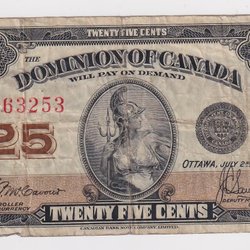 TWENTY FIVE CENTS
THE
DOMINION OF CANADA
WILL PAY ON DEMAND
63253
25
OTTAWA, JULY 2
TWENTY FIVE CENTS
CANADIAN BANK NOTE COMPANY, LIMITED